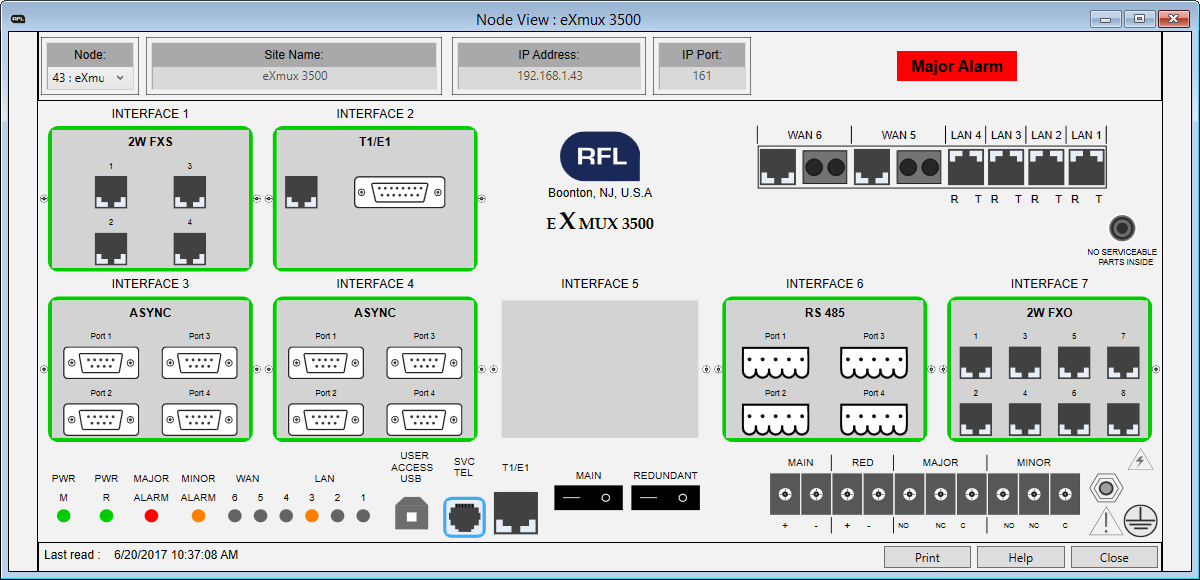 RFL
Node View : eXmux 3500
Node:
43 : eXmu
Site Name:
eXmux 3500
IP Address:
192.168.1.43
IP Port:
161
Major Alarm
INTERFACE 1
2W FXS
1
3
2
4
INTERFACE 2
T1/E1
RFL
Boonton, NJ, U.S.A
eXmux 3500
WAN 6
WAN 5
LAN 4
LAN 3
LAN 2
LAN 1
R T R T R T R T
NO SERVICEABLE
PARTS INSIDE
INTERFACE 3
ASYNC
Port 1
Port 3
Port 2
Port 4
INTERFACE 4
ASYNC
Port 1
Port 3
Port 2
Port 4
INTERFACE 5
INTERFACE 6
RS 485
Port 1
Port 3
Port 2
Port 4
INTERFACE 7
2W FXO
1 3 5 7
2 4 6 8
PWR
M
PWR
R
MAJOR
ALARM
MINOR
ALARM
WAN
6 5
LAN
4 3 2 1
USER
ACCESS
USB
SVC
TEL
T1/E1
MAIN
REDUNDANT
MAIN
+ -
RED
+ -
MAJOR
NO NC C
MINOR
NO NC C
Last read : 6/20/2017 10:37:08 AM
Print
Help
Close